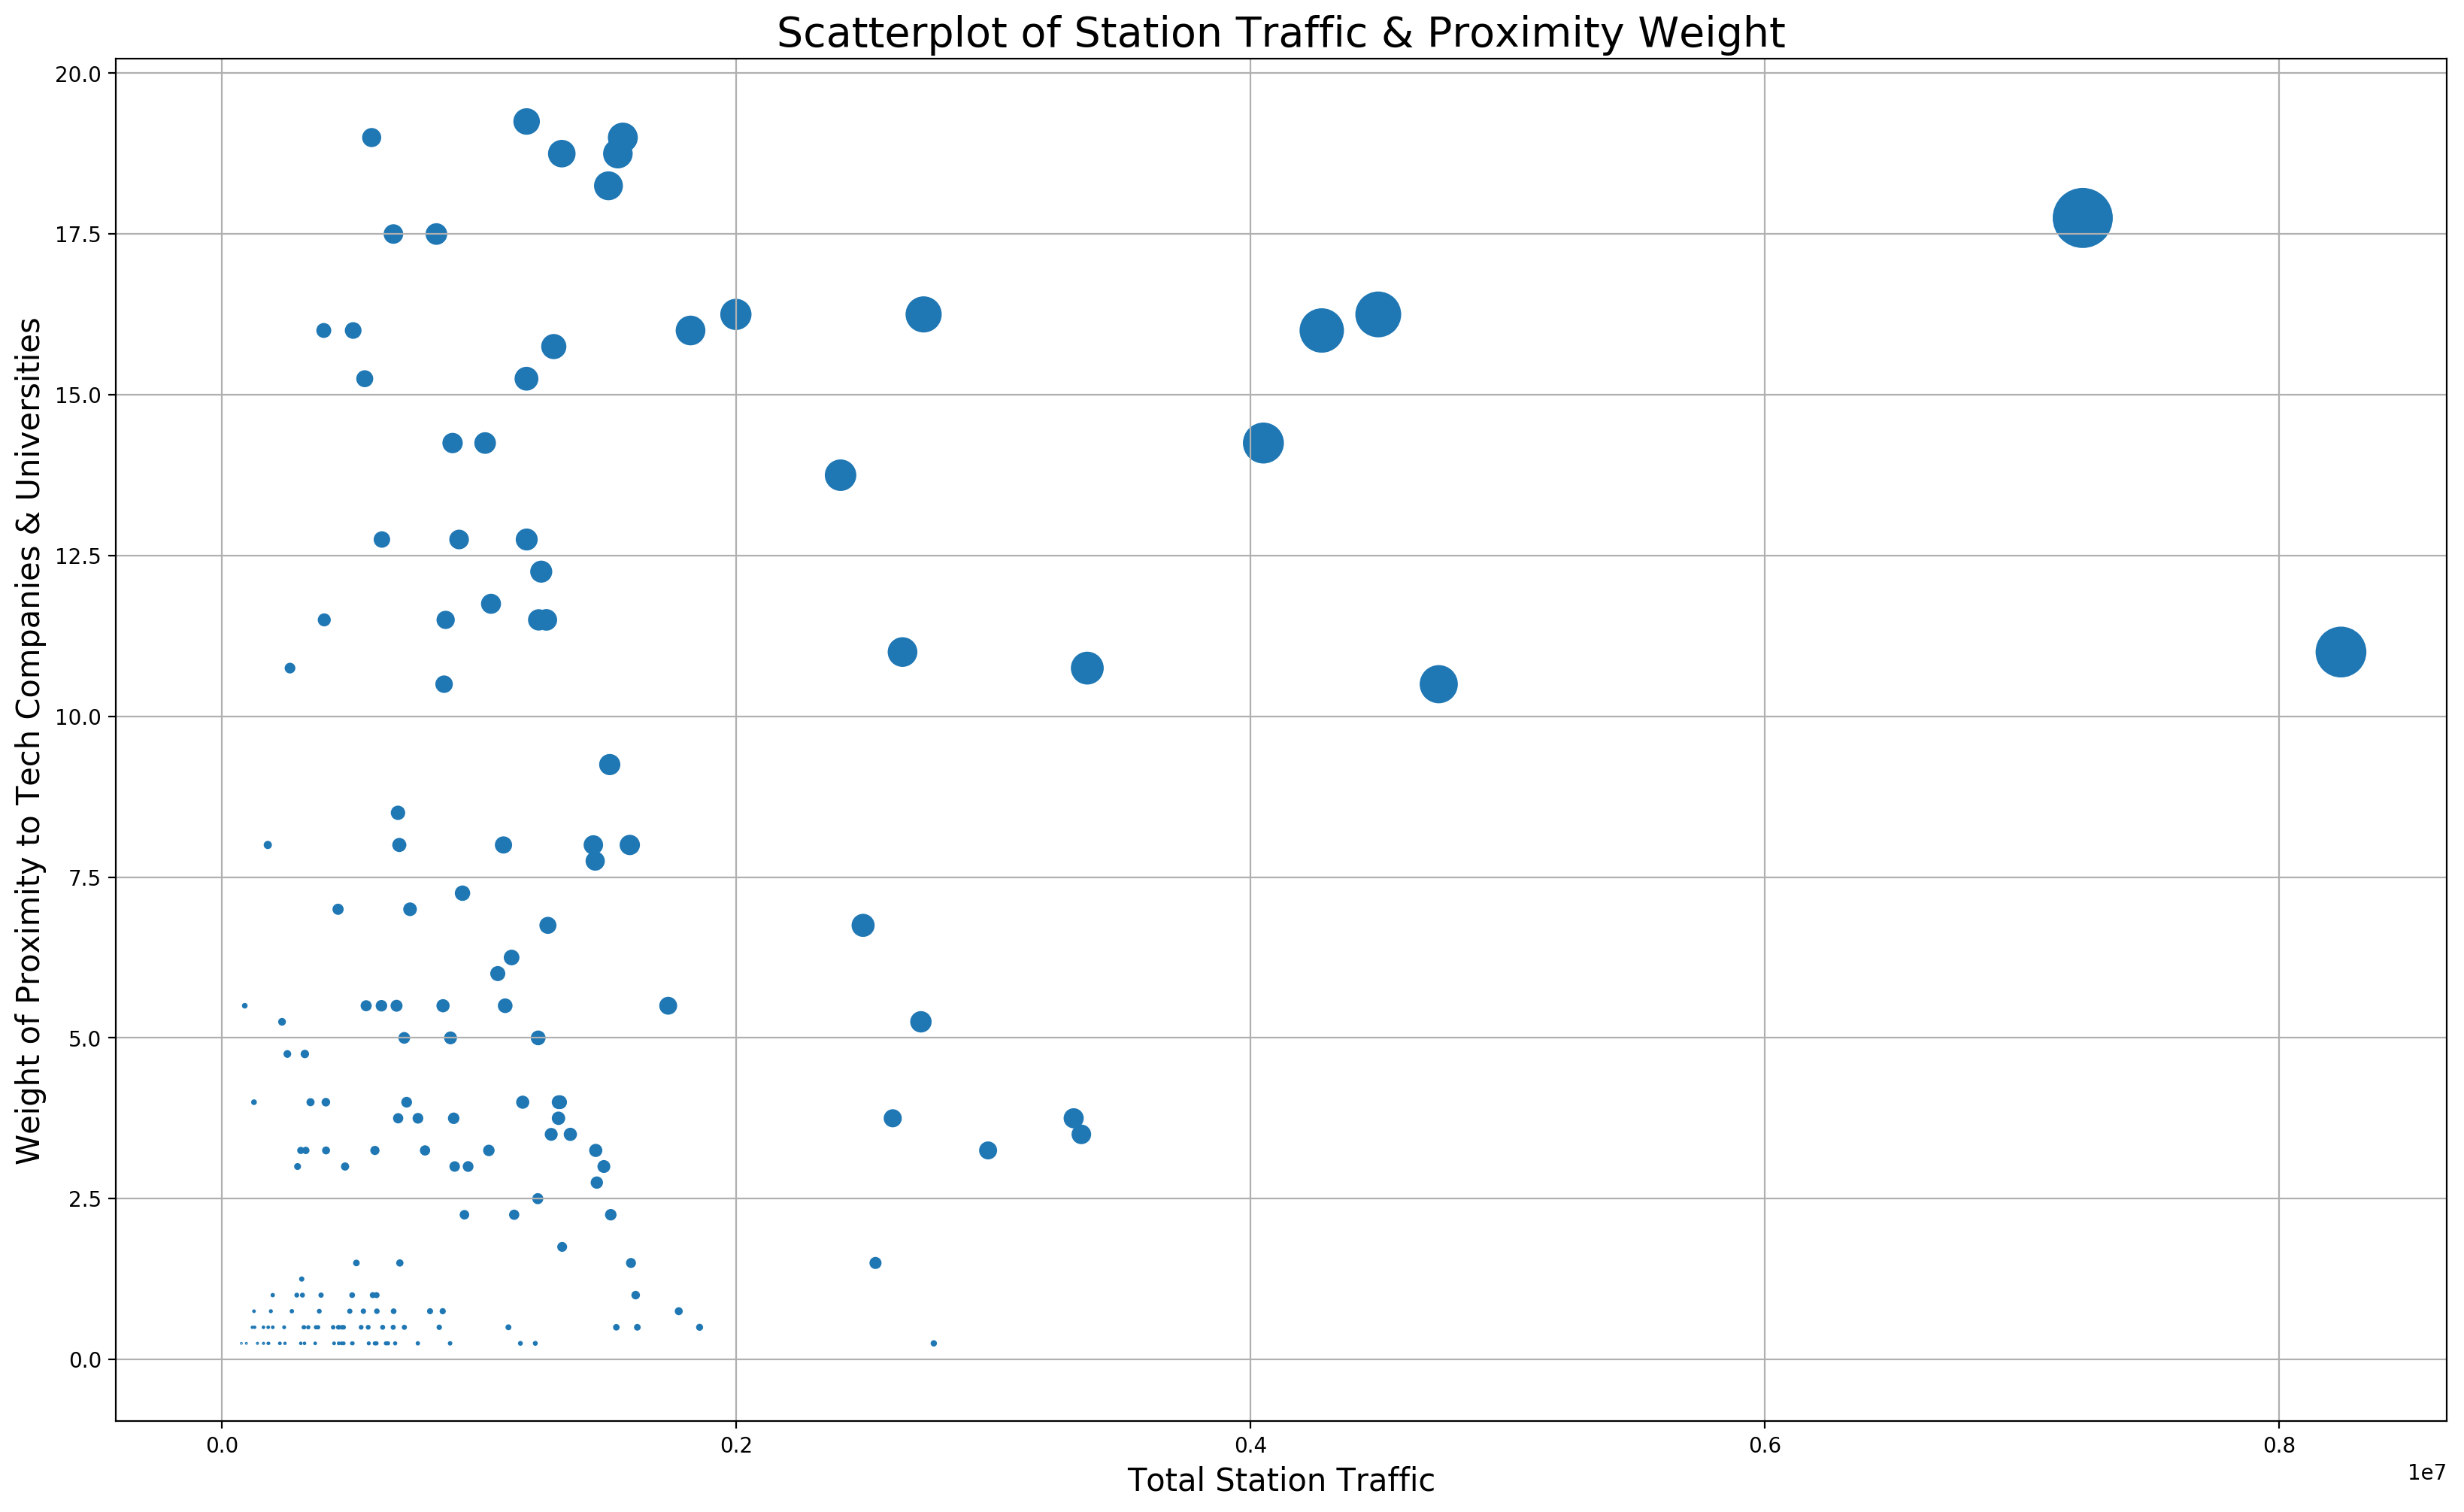 Scatterplot of Station Traffic & Proximity Weight
Weight of Proximity to Tech Companies & Universities
20.0
17.5
15.0
12.5
10.0
7.5
5.0
2.5
0.0
0.0 0.2 0.4 0.6 0.8
1e7
Total Station Traffic